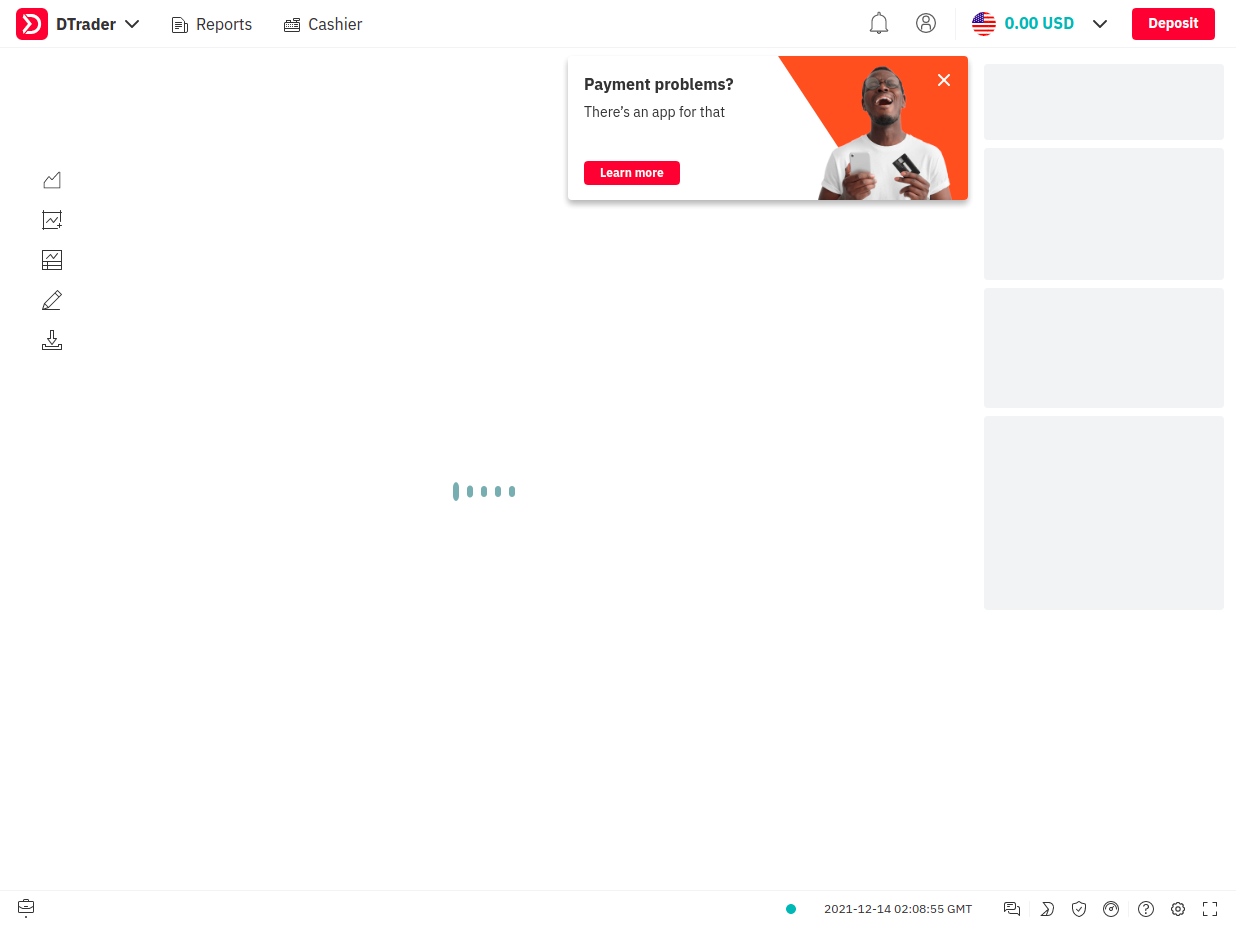 DTrader
Reports
Cashier
0.00 USD
Deposit
Payment problems?
There's an app for that
Learn more
2021-12-14 02:08:55 GMT